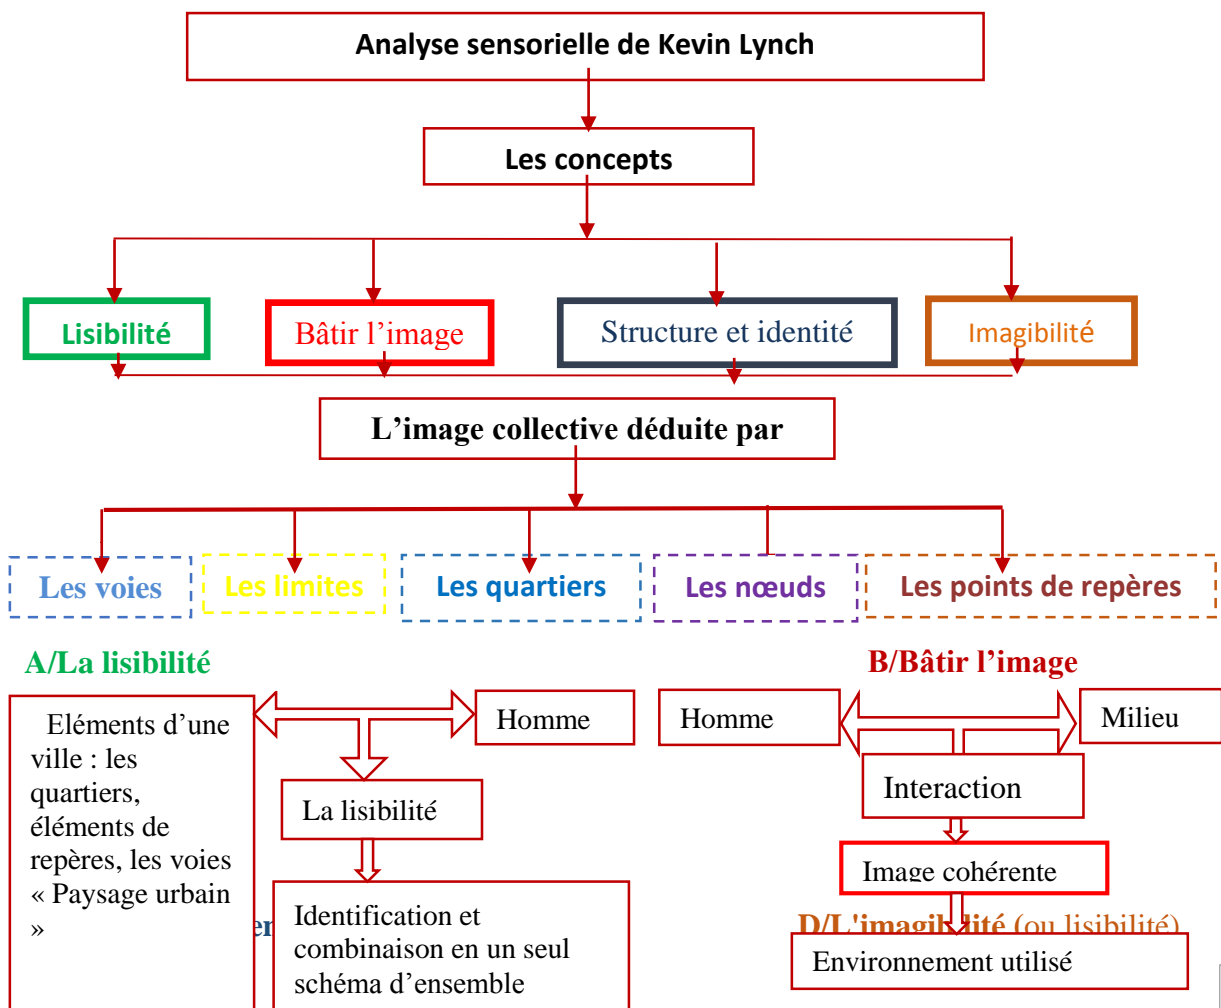 Analyse sensorielle de Kevin Lynch
Les concepts
Lisibilité
Bâtir l’image
Structure et identité
Imagibilité
L’image collective déduite par
Les voies
Les limites
Les quartiers
Les nœuds
Les points de repères
A/La lisibilité
Eléments d’une
ville : les
quartiers,
éléments de
repères, les voies
« Paysage urbain
»
Homme
La lisibilité
Identification et
combinaison en un seul
schéma d’ensemble
B/Bâtir l’image
Homme
Milieu
Interaction
Image cohérente
D/L'imagibilité (ou lisibilité)
Environnement utilisé